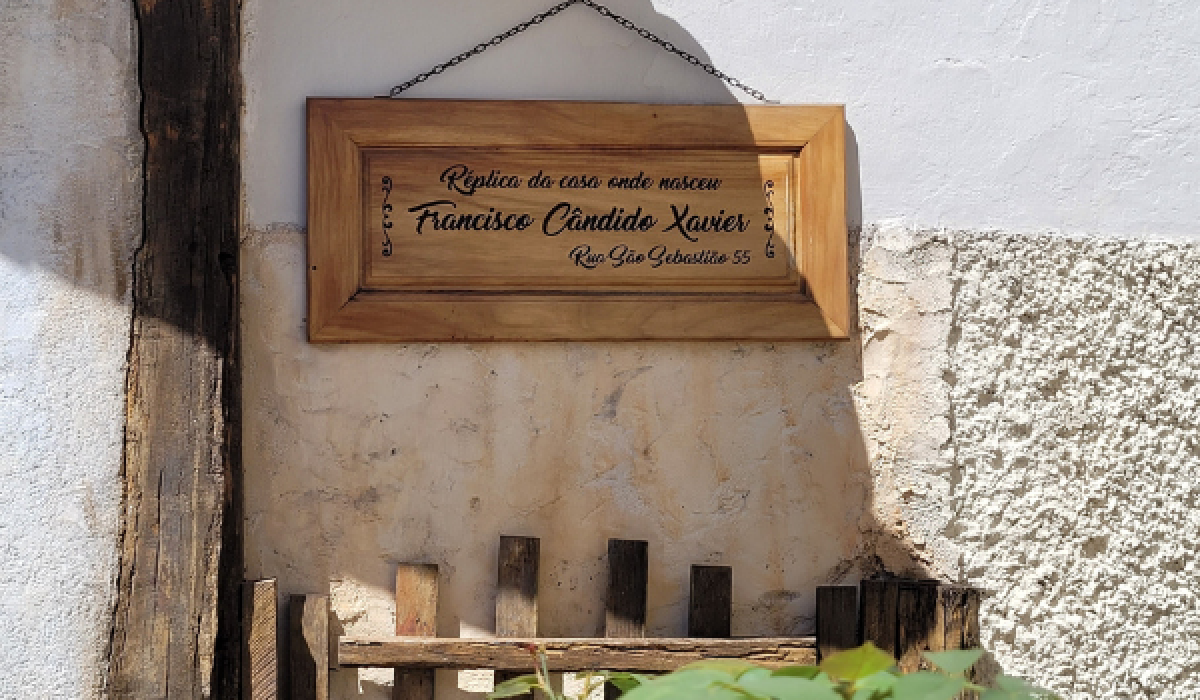 Réplica da casa onde nasceu
Francisco Cândido Xavier
Rua São Sebastião 55